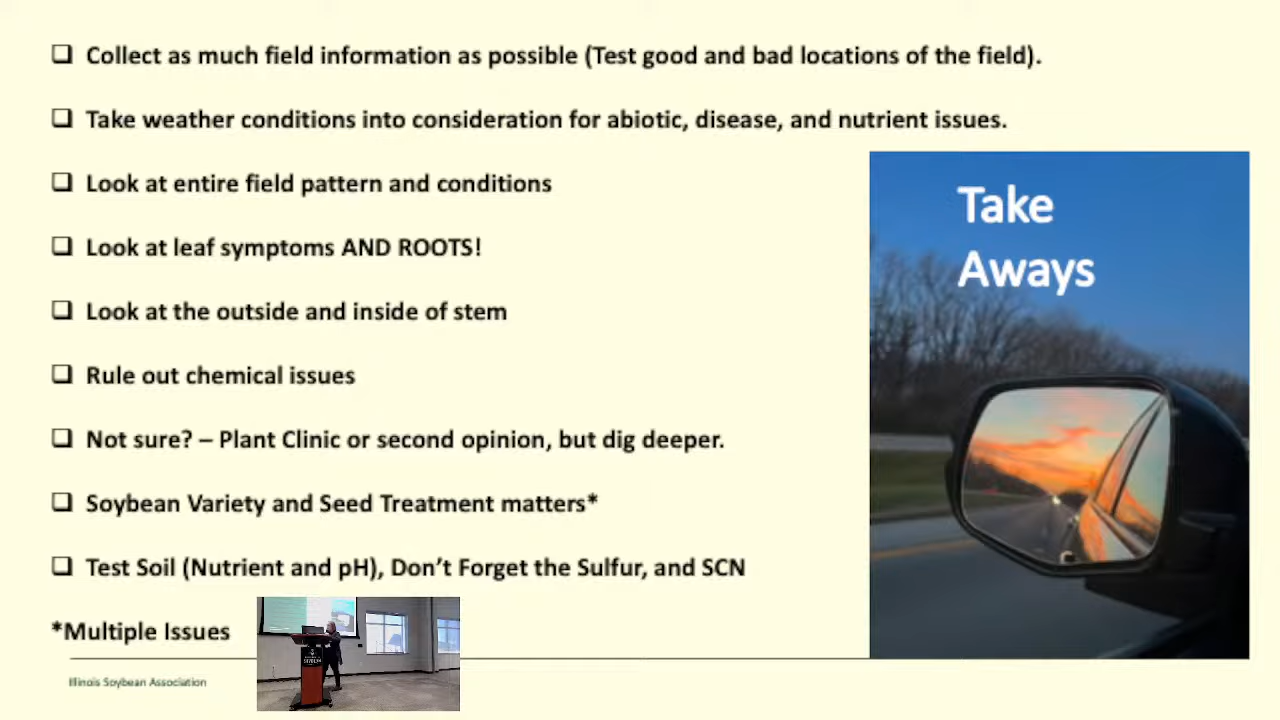 ❑ Collect as much field information as possible (Test good and bad locations of the field).
❑ Take weather conditions into consideration for abiotic, disease, and nutrient issues.
❑ Look at entire field pattern and conditions
❑ Look at leaf symptoms AND ROOTS!
❑ Look at the outside and inside of stem
❑ Rule out chemical issues
❑ Not sure? – Plant Clinic or second opinion, but dig deeper.
❑ Soybean Variety and Seed Treatment matters*
❑ Test Soil (Nutrient and pH), Don’t Forget the Sulfur, and SCN
*Multiple Issues
Take
Aways
Illinois Soybean Association